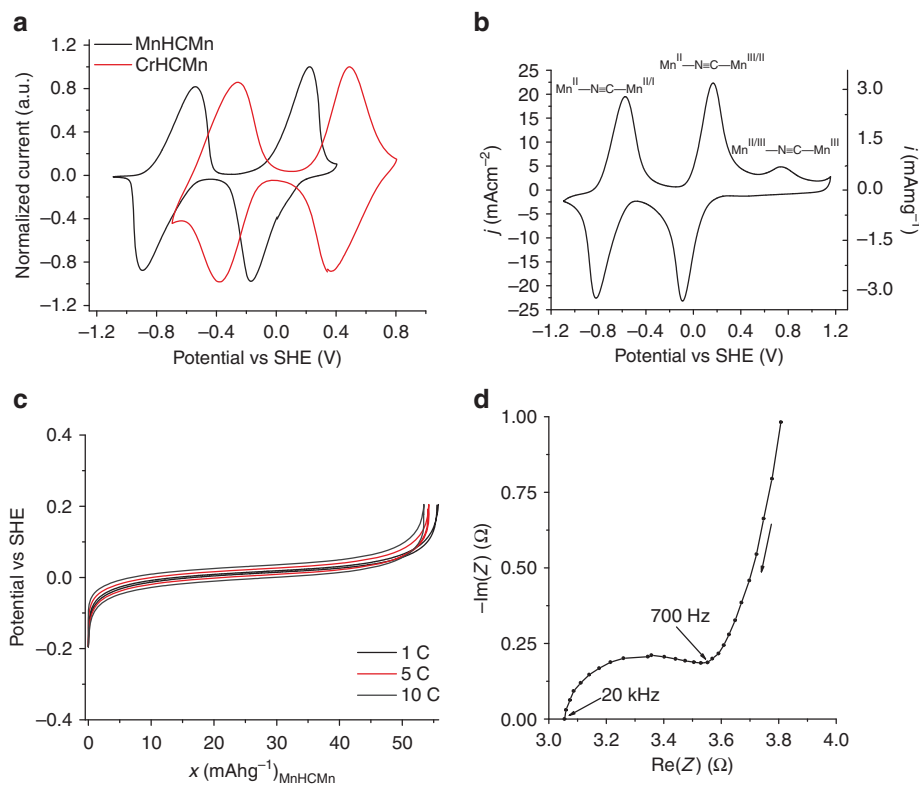 a
MnHCMn
CrHCMn
Normalized current (a.u.)
1.2
0.8
0.4
0.0
−0.4
−0.8
−1.2
−1.2
−0.8
−0.4
0.0
0.4
0.8
Potential vs SHE (V)
b
Mn^II—N≡C—Mn^III/II
Mn^II—N≡C—Mn^II/I
Mn^II/III—N≡C—Mn^III
j (mAcm−2)
25
20
15
10
5
0
−5
−10
−15
−20
−25
3.0
1.5
0.0
−1.5
−3.0
i (mAmg−1)
−1.2
−0.8
−0.4
0.0
0.4
0.8
1.2
Potential vs SHE (V)
c
Potential vs SHE
0.4
0.2
0.0
−0.2
−0.4
1 C
5 C
10 C
0
10
20
30
40
50
x (mAhg−1)MnHCMn
d
−Im(Z) (Ω)
1.00
0.75
0.50
0.25
0.00
700 Hz
20 kHz
3.0
3.2
3.4
3.6
3.8
4.0
Re(Z) (Ω)